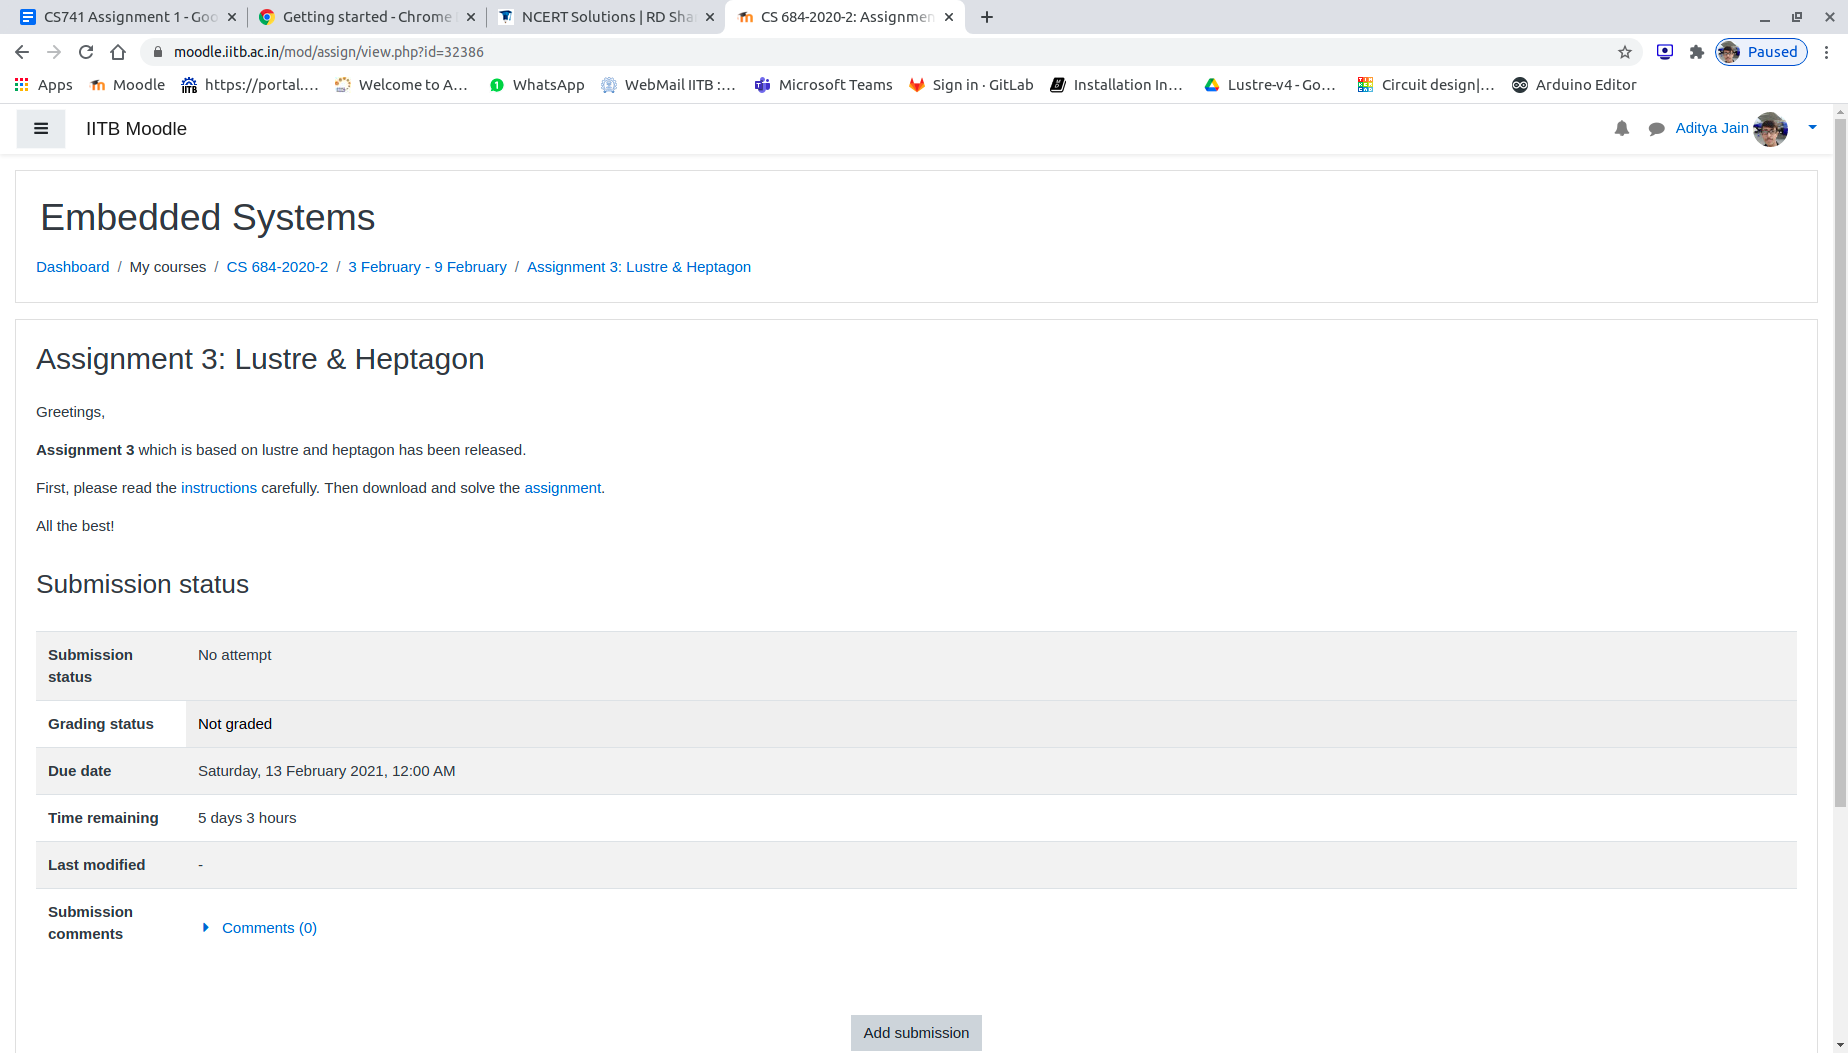 CS741 Assignment 1 - Goo
Getting started - Chrome
NCERT Solutions | RD Sha
CS 684-2020-2: Assignmen
moodle.iitb.ac.in/mod/assign/view.php?id=32386
Paused
Apps
Moodle
https://portal....
Welcome to A...
WhatsApp
WebMail IITB :...
Microsoft Teams
Sign in · GitLab
Installation In...
Lustre-v4 - Go...
Circuit design|...
Arduino Editor
IITB Moodle
Aditya Jain
Embedded Systems
Dashboard / My courses / CS 684-2020-2 / 3 February - 9 February / Assignment 3: Lustre & Heptagon
Assignment 3: Lustre & Heptagon
Greetings,
Assignment 3 which is based on lustre and heptagon has been released.
First, please read the instructions carefully. Then download and solve the assignment.
All the best!
Submission status
Submission
status
No attempt
Grading status
Not graded
Due date
Saturday, 13 February 2021, 12:00 AM
Time remaining
5 days 3 hours
Last modified
-
Submission
comments
Comments (0)
Add submission